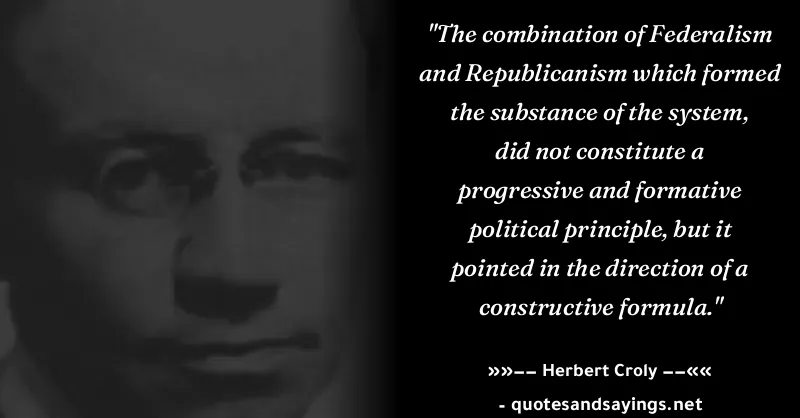 "The combination of Federalism
and Republicanism which formed
the substance of the system,
did not constitute a
progressive and formative
political principle, but it
pointed in the direction of a
constructive formula."
»»−− Herbert Croly −−««
- quotesandsayings.net